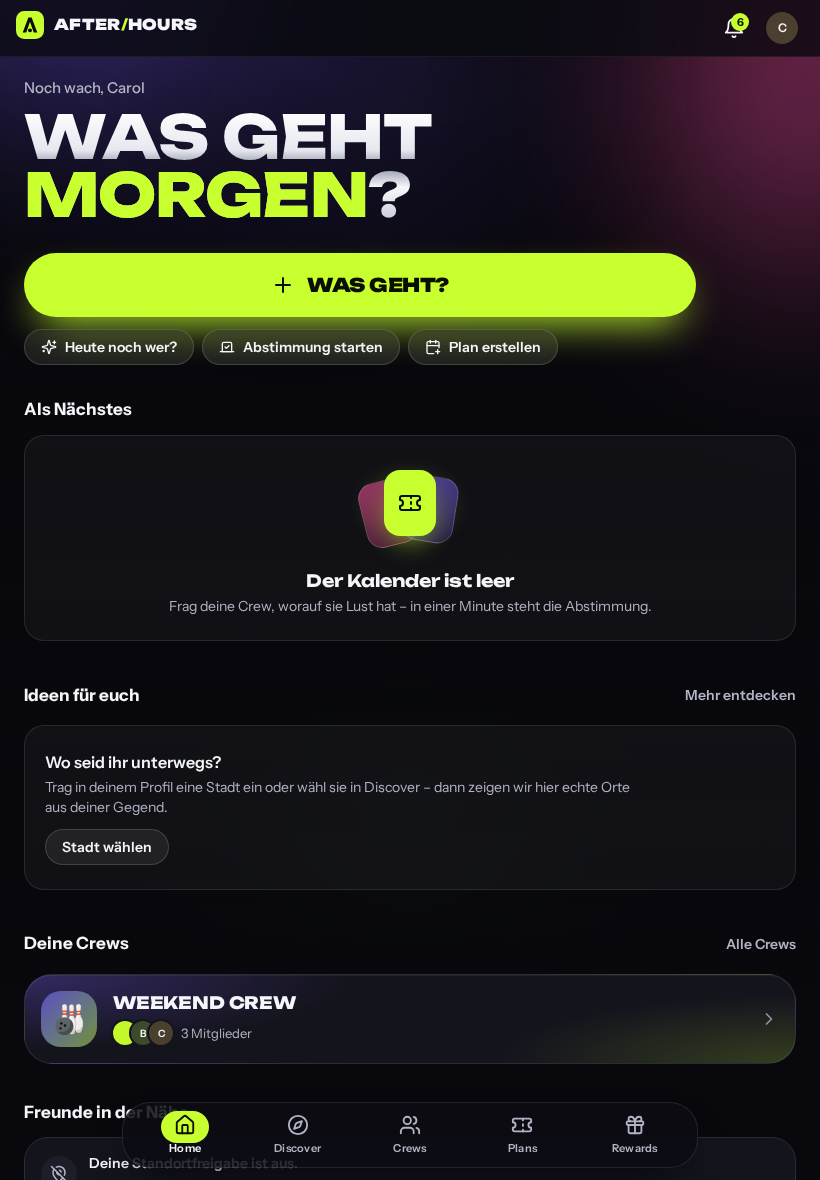 AFTER/HOURS
6
C
Noch wach, Carol
WAS GEHT
MORGEN?
WAS GEHT?
Heute noch wer?
Abstimmung starten
Plan erstellen
Als Nächstes
Der Kalender ist leer
Frag deine Crew, worauf sie Lust hat – in einer Minute steht die Abstimmung.
Ideen für euch
Mehr entdecken
Wo seid ihr unterwegs?
Trag in deinem Profil eine Stadt ein oder wähl sie in Discover – dann zeigen wir hier echte Orte
aus deiner Gegend.
Stadt wählen
Deine Crews
Alle Crews
WEEKEND CREW
B
C
3 Mitglieder
Freunde in der Nähe
Deine Standortfreigabe ist aus.
Home
Discover
Crews
Plans
Rewards